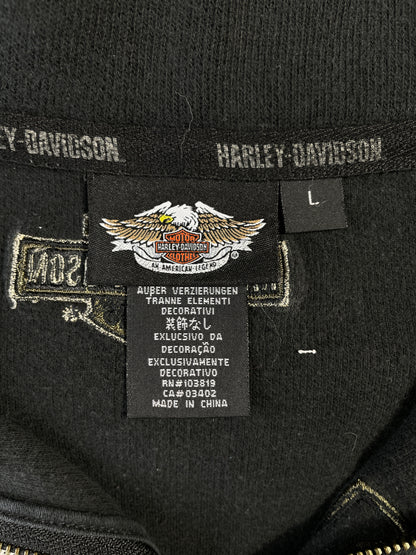 HARLEY-DAVIDSON
HARLEY-DAVIDSON
L
MOTOR
HARLEY-DAVIDSON
CLOTHES
AN AMERICAN LEGEND
AUßER VERZIERUNGEN
TRANNE ELEMENTI
DECORATIVI
装飾なし
EXLUCSIVO DA
DECORAÇÃO
EXCLUSIVAMENTE
DECORATIVO
RN#103819
CA#03402
MADE IN CHINA